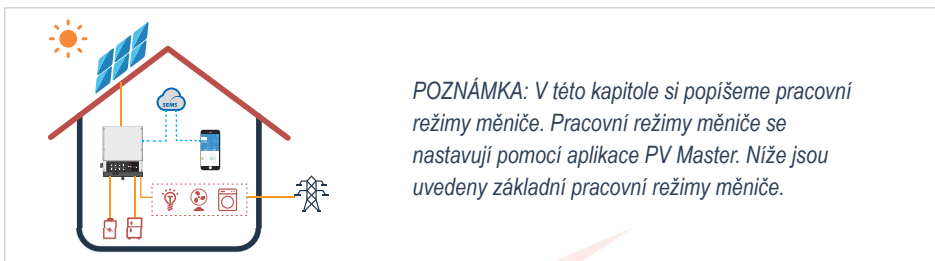 SEMS
POZNÁMKA: V této kapitole si popíšeme pracovní
režimy měniče. Pracovní režimy měniče se
nastavují pomocí aplikace PV Master. Níže jsou
uvedeny základní pracovní režimy měniče.